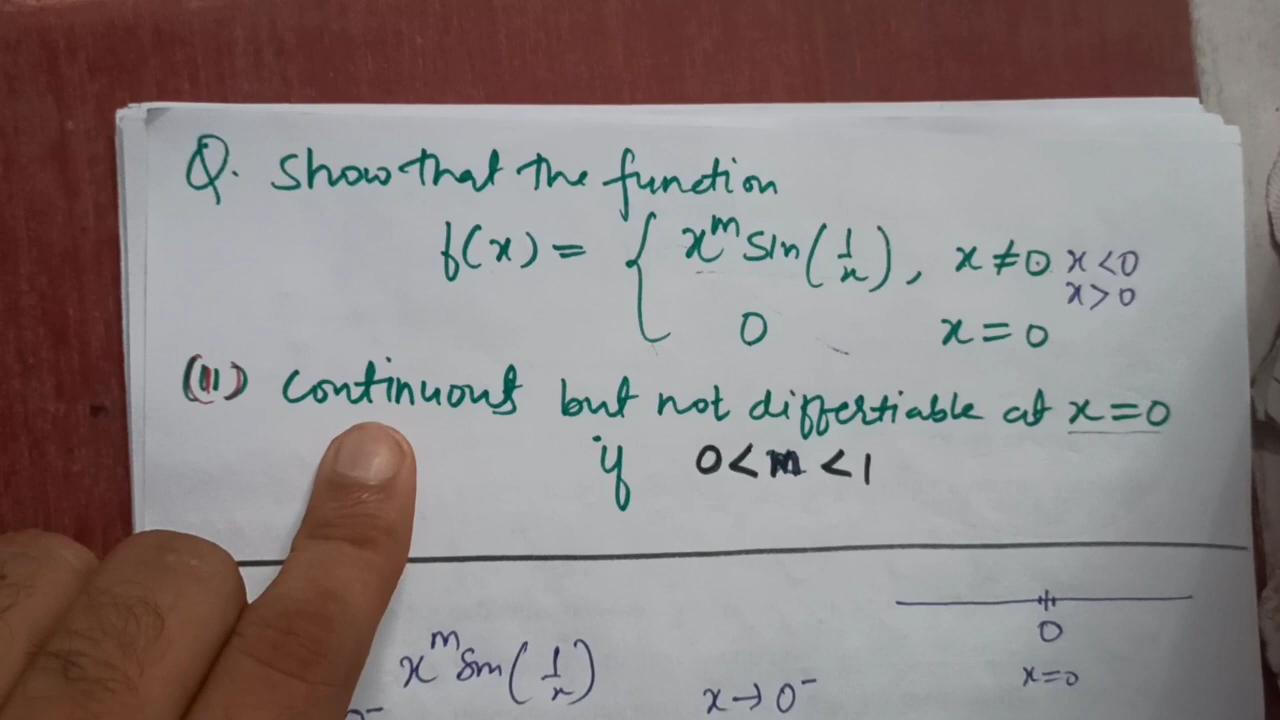 Q. Show that the function
f(x) = { x^m sin(1/x), x ≠ 0 x < 0
x > 0
0 x = 0
(II) Continuous but not differtiable at x = 0
if 0 < m < 1
0
x^m Sin(1/x) x → 0⁻ x = 0
0⁻